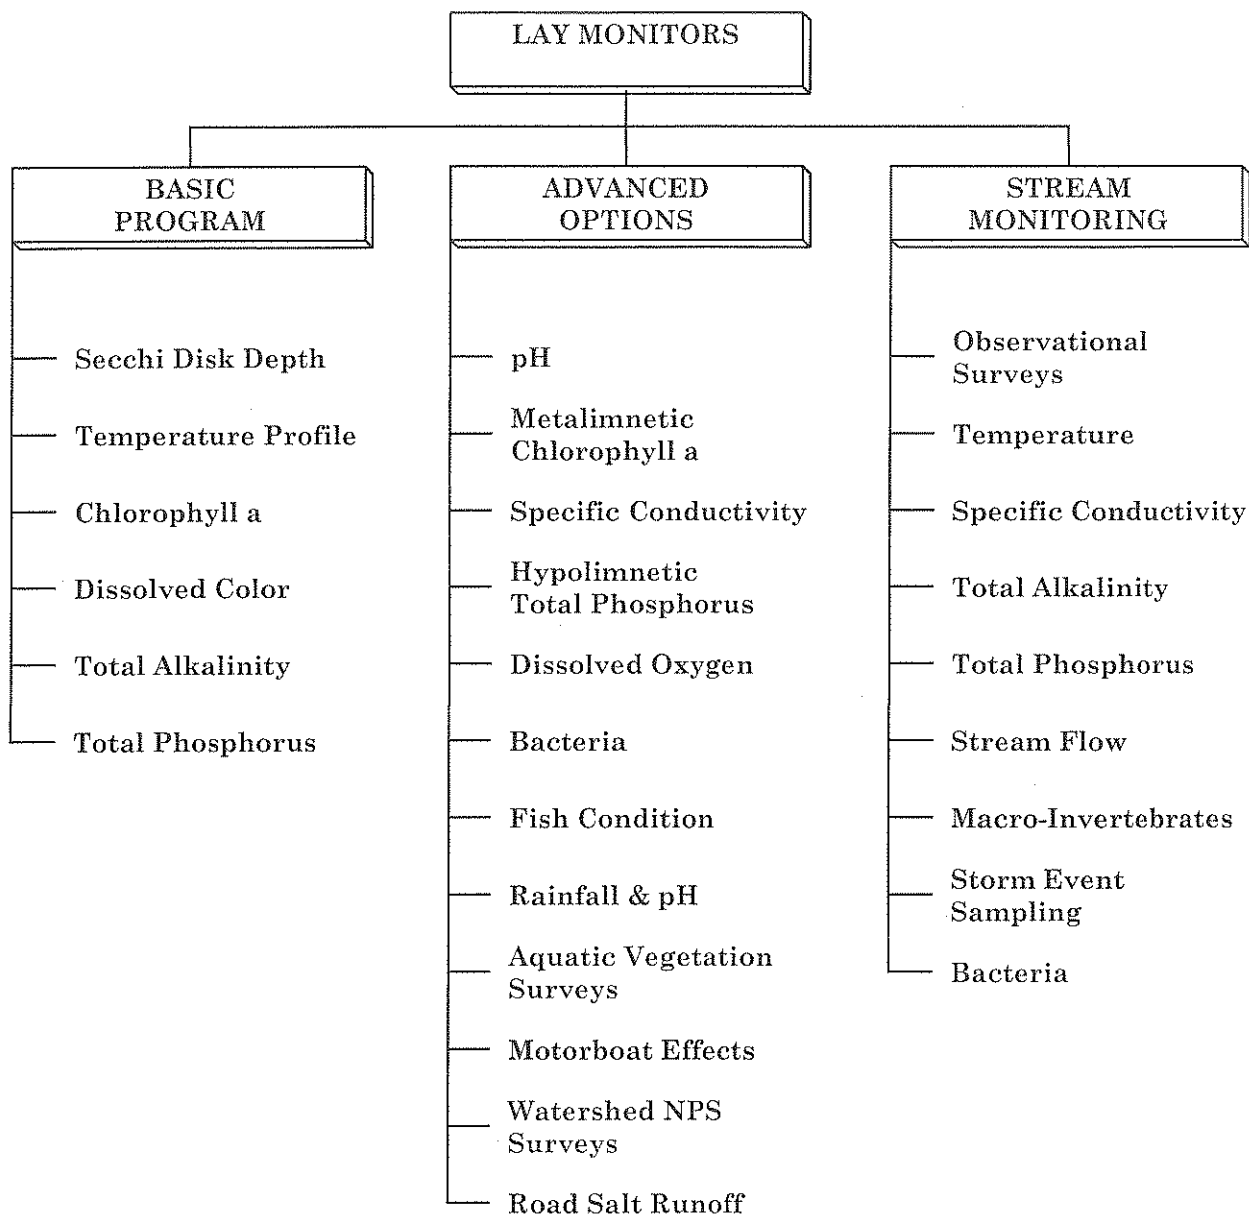 LAY MONITORS
BASIC
PROGRAM
Secchi Disk Depth
Temperature Profile
Chlorophyll a
Dissolved Color
Total Alkalinity
Total Phosphorus
ADVANCED
OPTIONS
pH
Metalimnetic
Chlorophyll a
Specific Conductivity
Hypolimnetic
Total Phosphorus
Dissolved Oxygen
Bacteria
Fish Condition
Rainfall & pH
Aquatic Vegetation
Surveys
Motorboat Effects
Watershed NPS
Surveys
Road Salt Runoff
STREAM
MONITORING
Observational
Surveys
Temperature
Specific Conductivity
Total Alkalinity
Total Phosphorus
Stream Flow
Macro-Invertebrates
Storm Event
Sampling
Bacteria